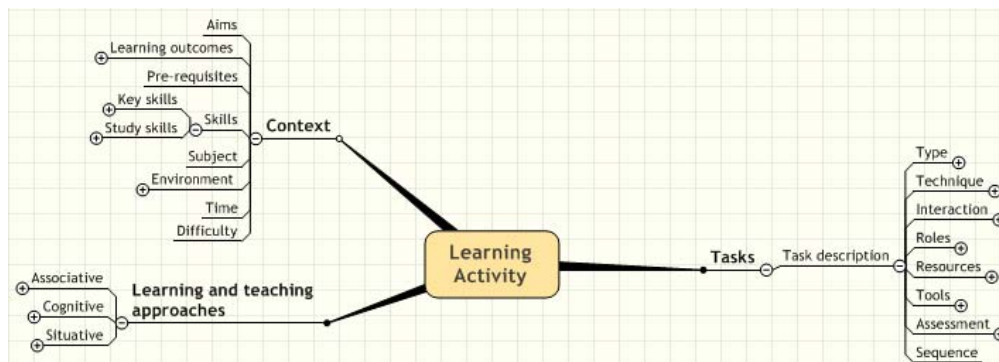 Aims
Learning outcomes
Pre-requisites
Key skills
Study skills
Skills
Context
Subject
Environment
Time
Difficulty
Learning
Activity
Associative
Cognitive
Situative
Learning and teaching
approaches
Tasks
Task description
Type
Technique
Interaction
Roles
Resources
Tools
Assessment
Sequence